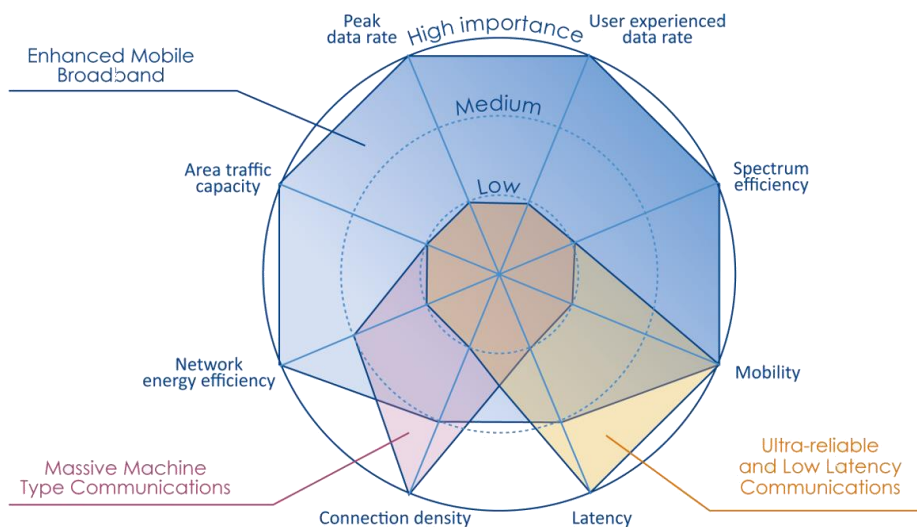 Peak
data rate
High importance
User experienced
data rate
Enhanced Mobile
Broadband
Medium
Area traffic
capacity
Low
Spectrum
efficiency
Network
energy efficiency
Mobility
Massive Machine
Type Communications
Ultra-reliable
and Low Latency
Communications
Connection density
Latency